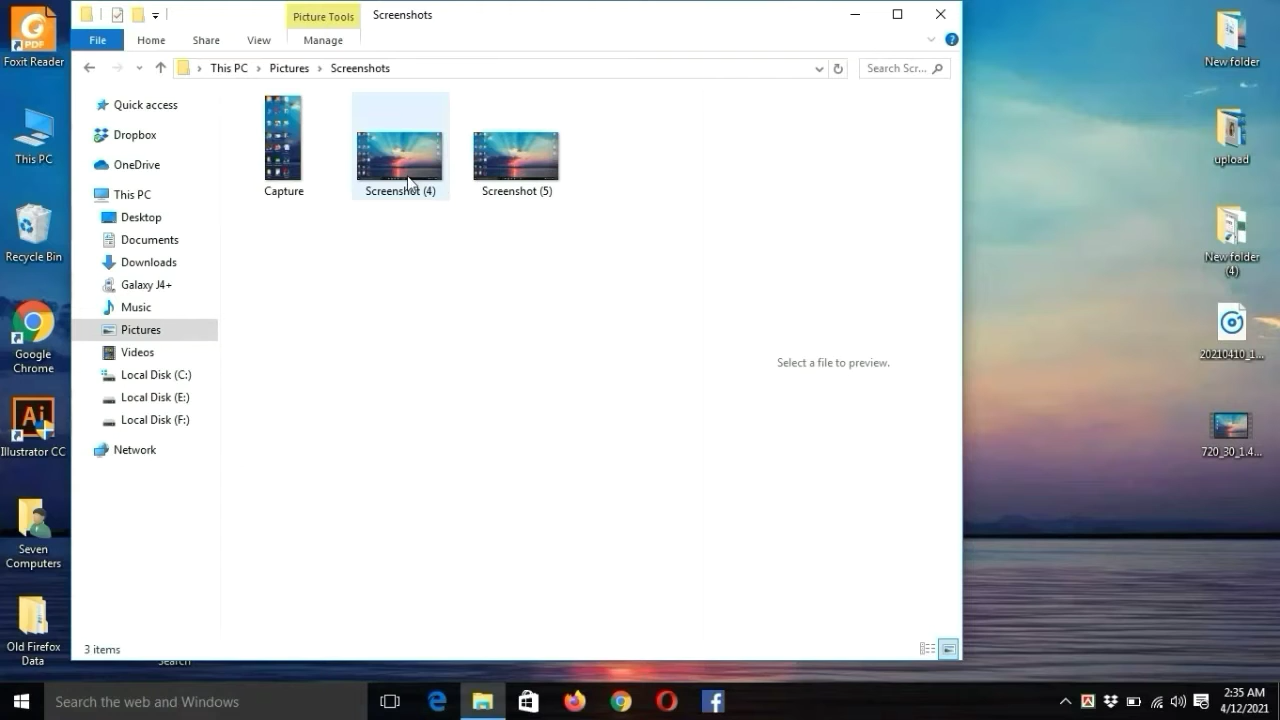 Picture Tools
Screenshots
File
Home
Share
View
Manage
This PC
Pictures
Screenshots
Search Scr...
Quick access
Dropbox
OneDrive
This PC
Desktop
Documents
Downloads
Galaxy J4+
Music
Pictures
Videos
Local Disk (C:)
Local Disk (E:)
Local Disk (F:)
Network
Capture
Screenshot (4)
Screenshot (5)
Select a file to preview.
3 items
PDF
Foxit Reader
This PC
Recycle Bin
Google
Chrome
Ai
Illustrator CC
Seven
Computers
Old Firefox
Data
Search
New folder
upload
New folder
(4)
20210410_1...
720_30_1.4...
Search the web and Windows
2:35 AM
4/12/2021